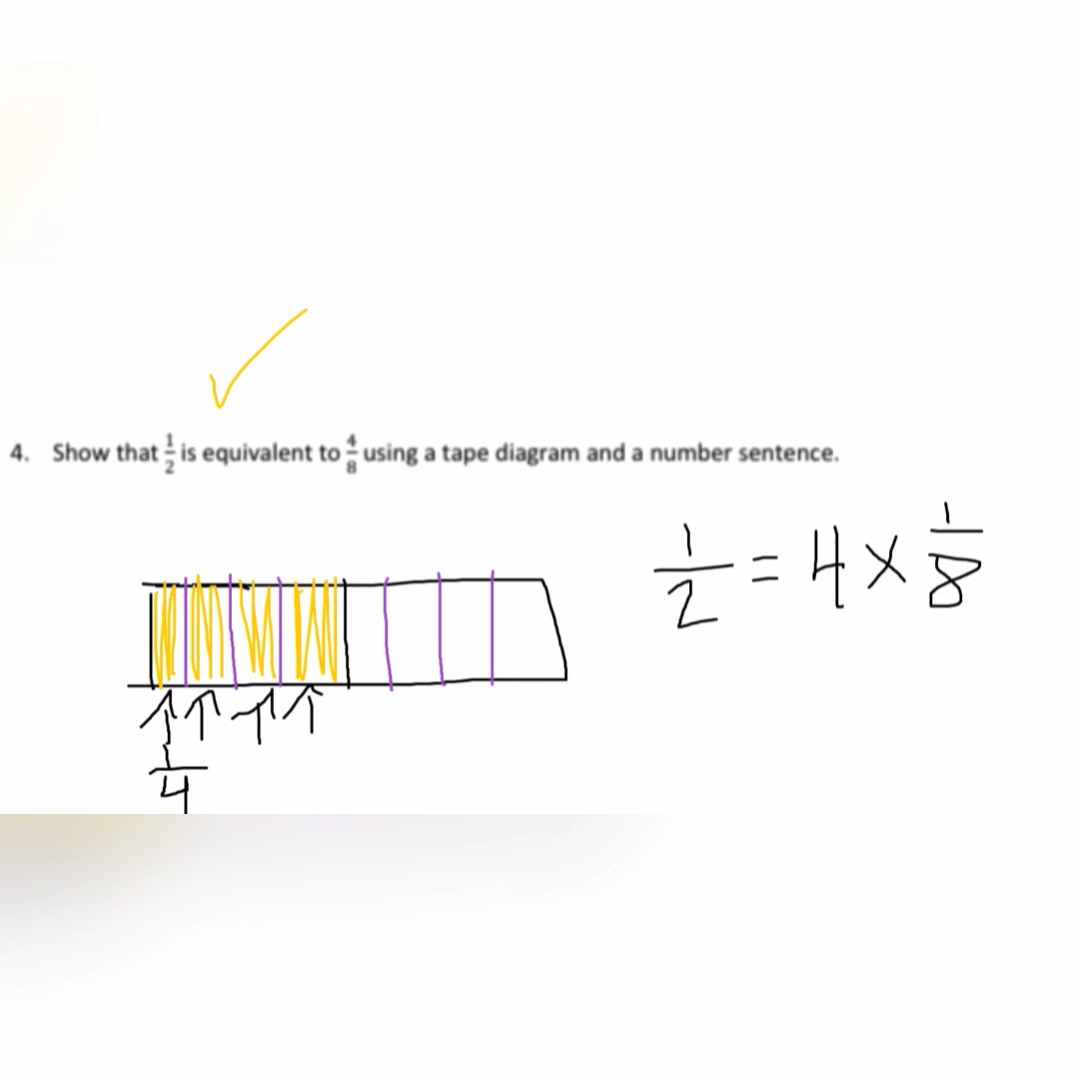 4. Show that 1/2 is equivalent to 4/8 using a tape diagram and a number sentence.
1/2 = 4 × 1/8
1/4